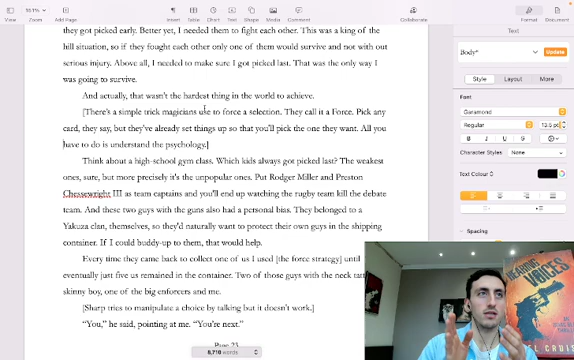 101%
View
Zoom
Add Page
Insert
Table
Chart
Text
Shape
Media
Comment
Collaborate
Format
Document
they got picked early. Better yet, I needed them to fight each other. This was a king of the
hill situation, so if they fought each other only one of them would survive and not with out
serious injury. Above all, I needed to make sure I got picked last. That was the only way I
was going to survive.
And actually, that wasn't the hardest thing in the world to achieve.
[There's a simple trick magicians use to force a selection. They call it a Force. Pick any
card, they say, but they've already set things up so that you'll pick the one they want. All you
have to do is understand the psychology.]
Think about a high-school gym class. Which kids always got picked last? The weakest
ones, sure, but more precisely it's the unpopular ones. Put Rodger Miller and Preston
Chessewright III as team captains and you'll end up watching the rugby team kill the debate
team. And these two guys with the guns also had a personal bias. They belonged to a
Yakuza clan, themselves, so they'd naturally want to protect their own guys in the shipping
container. If I could buddy-up to them, that would help.
Every time they came back to collect one of us I used [the force strategy] until
eventually just five us remained in the container. Two of those guys with the neck tatt
skinny boy, one of the big enforcers and me.
[Sharp tries to manipulate a choice by talking but it doesn't work.]
"You," he said, pointing at me. "You're next."
Page 23
8,716 words
Text
Body*
Update
Style
Layout
More
Font
Garamond
Regular
13.5 pt
B I U S
Character Styles
None
Text Colour
Spacing
HEARING
VOICES